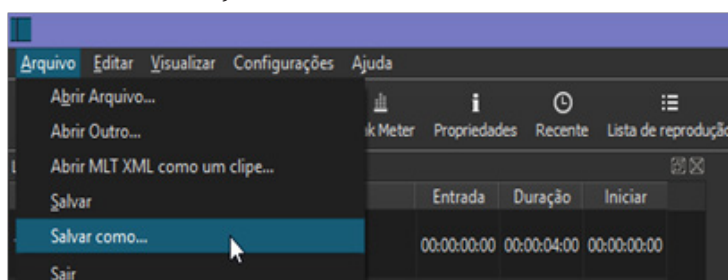 Arquivo Editar Visualizar Configurações Ajuda
Abrir Arquivo...
Abrir Outro...
Meter Propriedades Recente Lista de reprodução
Abrir MLT XML como um clipe...
Salvar
Entrada Duração Iniciar
Salvar como...
00:00:00:00 00:00:04:00 00:00:00:00
Sair